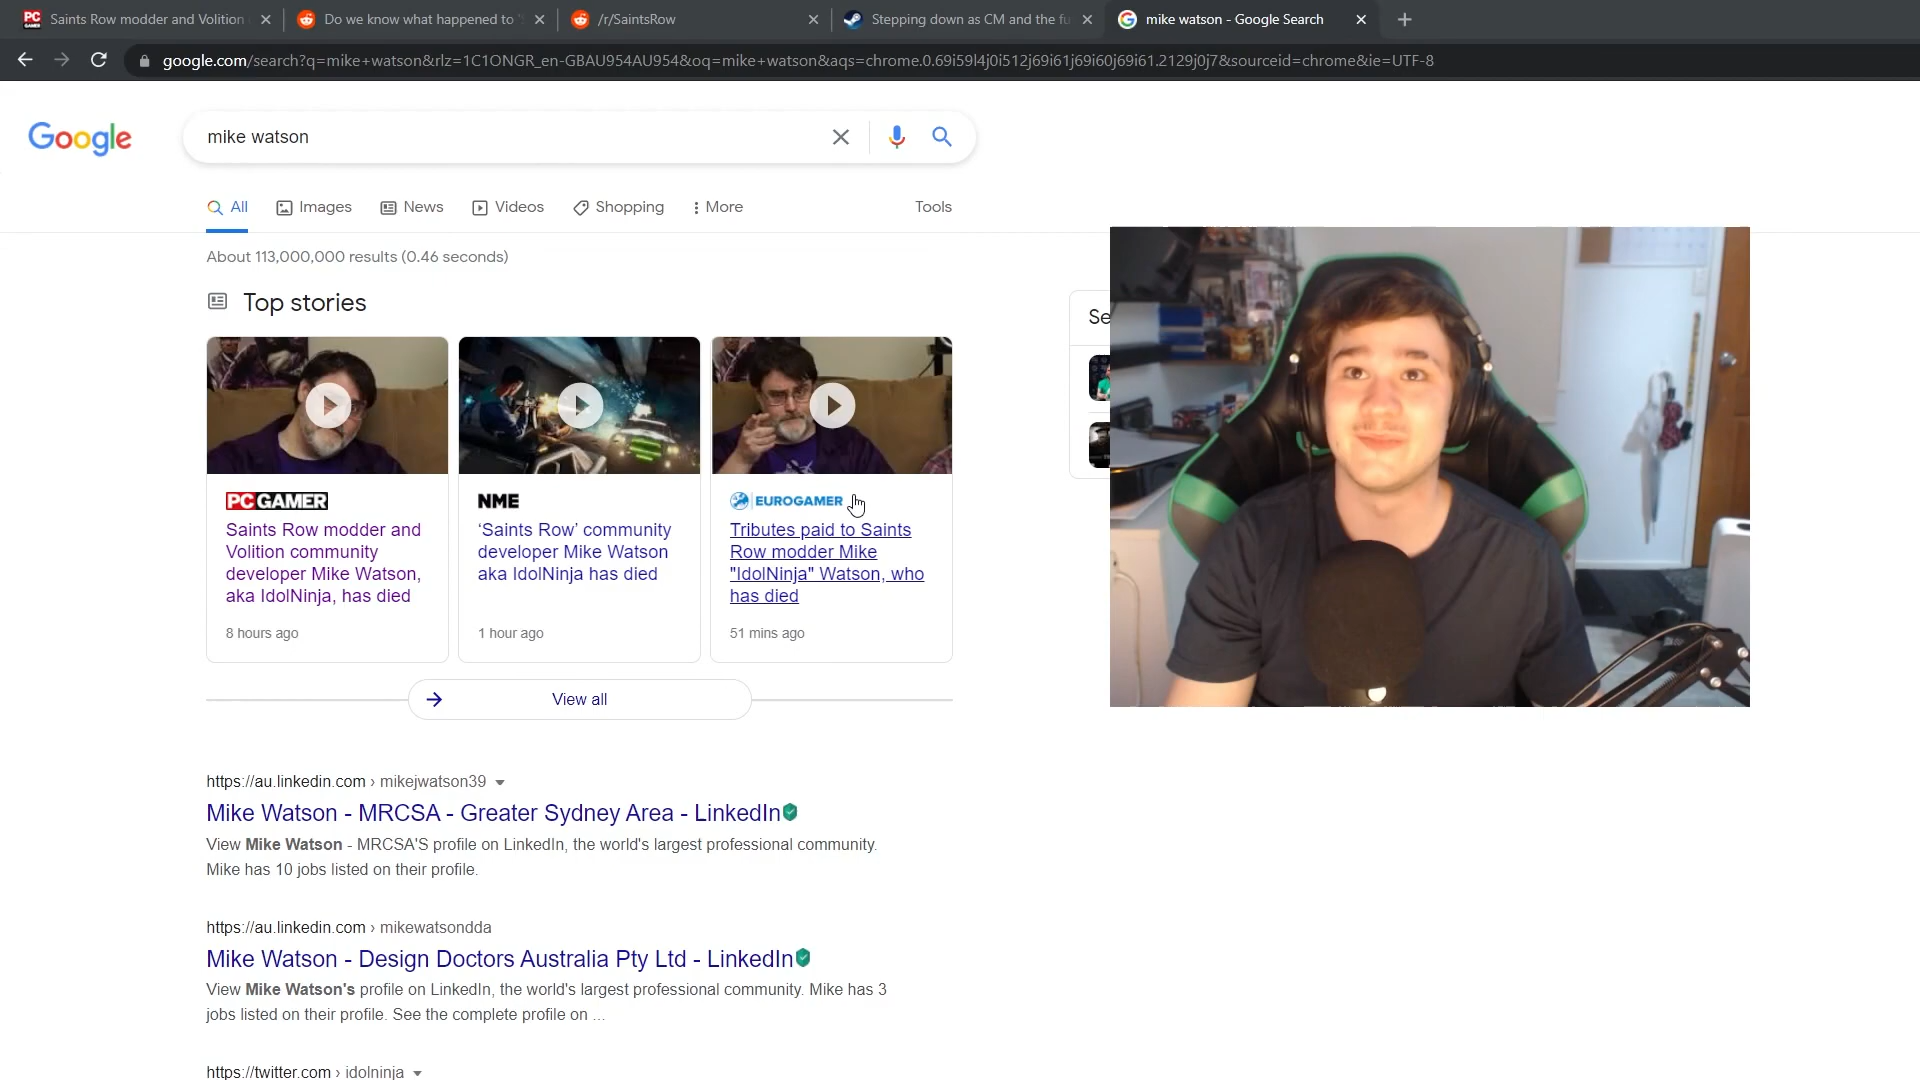 PC GAMER Saints Row modder and Volition
Do we know what happened to '
/r/SaintsRow
Stepping down as CM and the fu
mike watson - Google Search
google.com/search?q=mike+watson&rlz=1C1ONGR_en-GBAU954AU954&oq=mike+watson&aqs=chrome.0.69i59l4j0i512j69i61j69i60j69i61.2129j0j7&sourceid=chrome&ie=UTF-8
Google
mike watson
All Images News Videos Shopping More Tools
About 113,000,000 results (0.46 seconds)
Top stories
Se
PC GAMER
Saints Row modder and
Volition community
developer Mike Watson,
aka IdolNinja, has died
8 hours ago
NME
‘Saints Row’ community
developer Mike Watson
aka IdolNinja has died
1 hour ago
EUROGAMER
Tributes paid to Saints
Row modder Mike
"IdolNinja" Watson, who
has died
51 mins ago
View all
https://au.linkedin.com › mikejwatson39
Mike Watson - MRCSA - Greater Sydney Area - LinkedIn
View Mike Watson - MRCSA'S profile on LinkedIn, the world's largest professional community.
Mike has 10 jobs listed on their profile.
https://au.linkedin.com › mikewatsondda
Mike Watson - Design Doctors Australia Pty Ltd - LinkedIn
View Mike Watson's profile on LinkedIn, the world's largest professional community. Mike has 3
jobs listed on their profile. See the complete profile on ...
https://twitter.com › idolninja